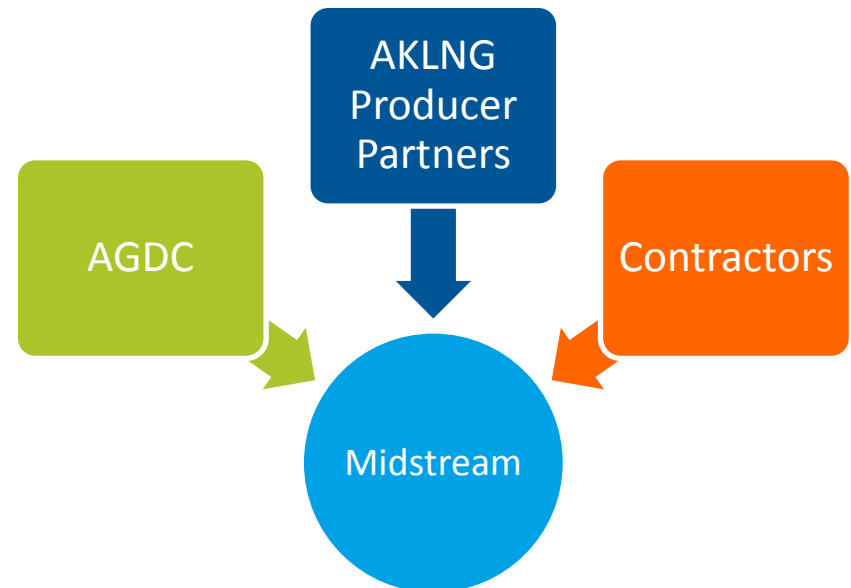 AKLNG
Producer
Partners
AGDC
Contractors
Midstream